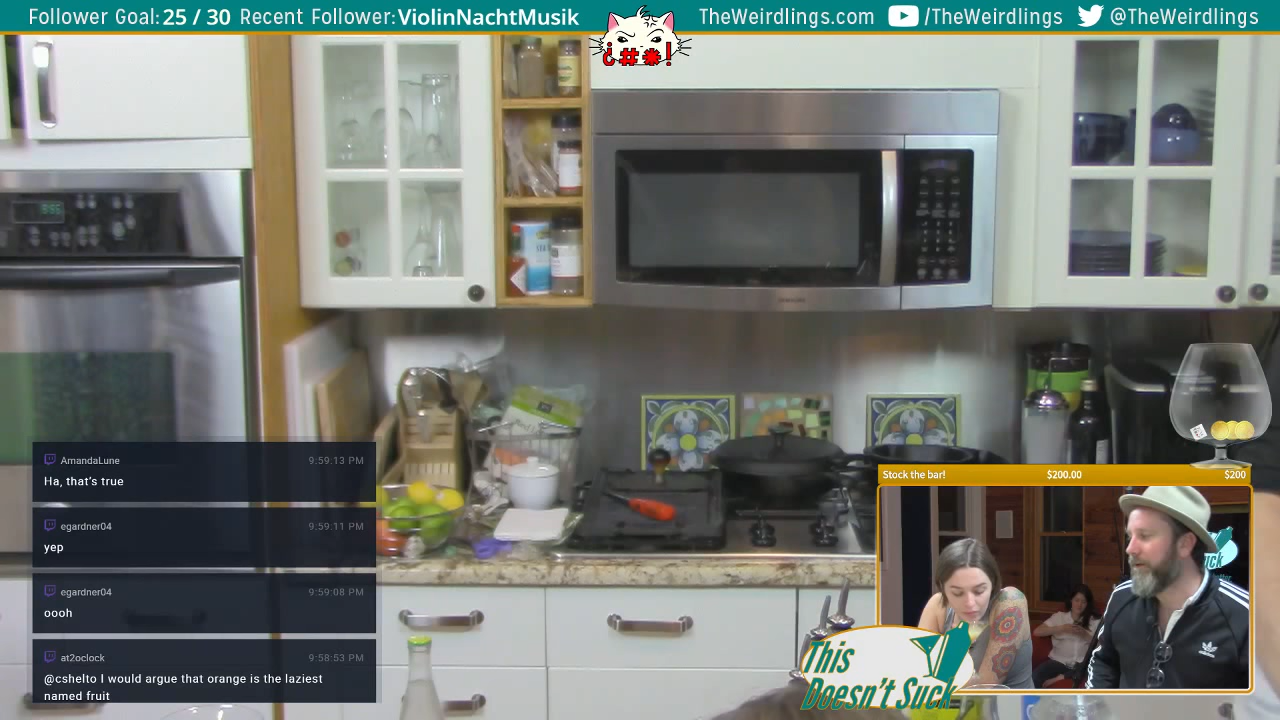 Follower Goal: 25 / 30 Recent Follower: ViolinNachtMusik
¿#✱!
TheWeirdlings.com /TheWeirdlings @TheWeirdlings
AmandaLune 9:59:13 PM
Ha, that's true
egardner04 9:59:11 PM
yep
egardner04 9:59:08 PM
oooh
at2oclock 9:58:53 PM
@cshelto I would argue that orange is the laziest
named fruit
Stock the bar! $200.00 $200
This
Doesn't Suck